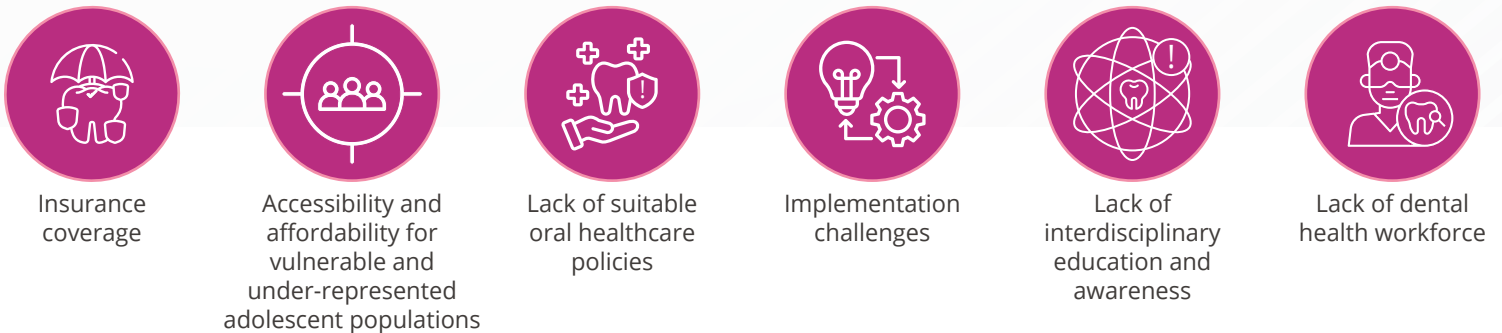 Insurance
coverage
Accessibility and
affordability for
vulnerable and
under-represented
adolescent populations
Lack of suitable
oral healthcare
policies
Implementation
challenges
Lack of
interdisciplinary
education and
awareness
Lack of dental
health workforce